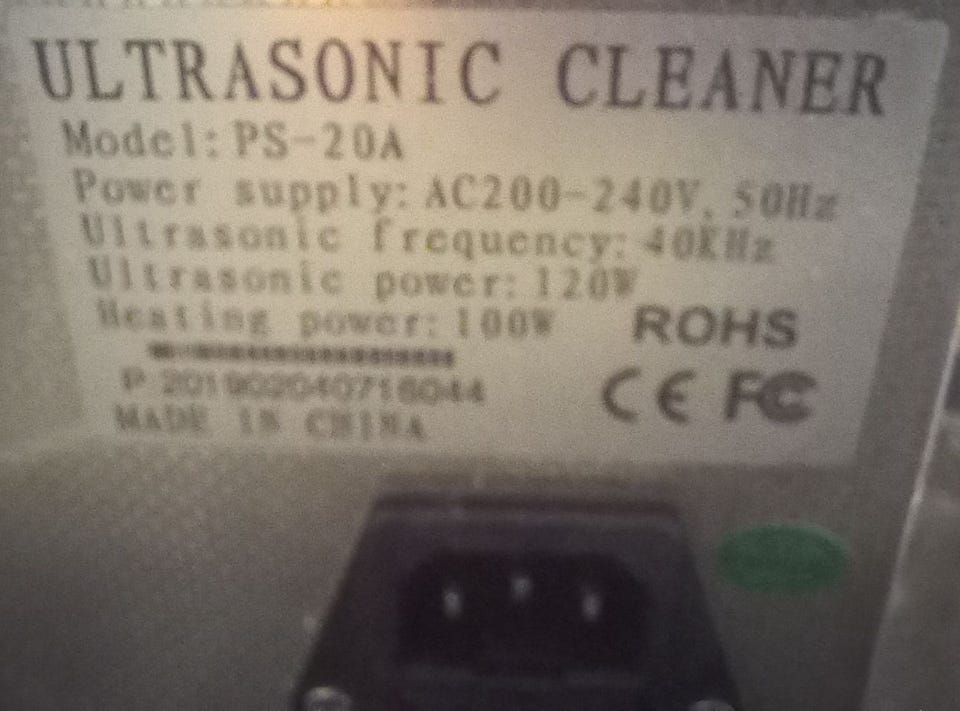 ULTRASONIC CLEANER
Model: PS-20A
Power supply: AC200-240V, 50Hz
Ultrasonic frequency: 40KHz
Ultrasonic power: 120W
Heating power: 100W
ROHS
P 201902040716044
CE FC
MADE IN CHINA